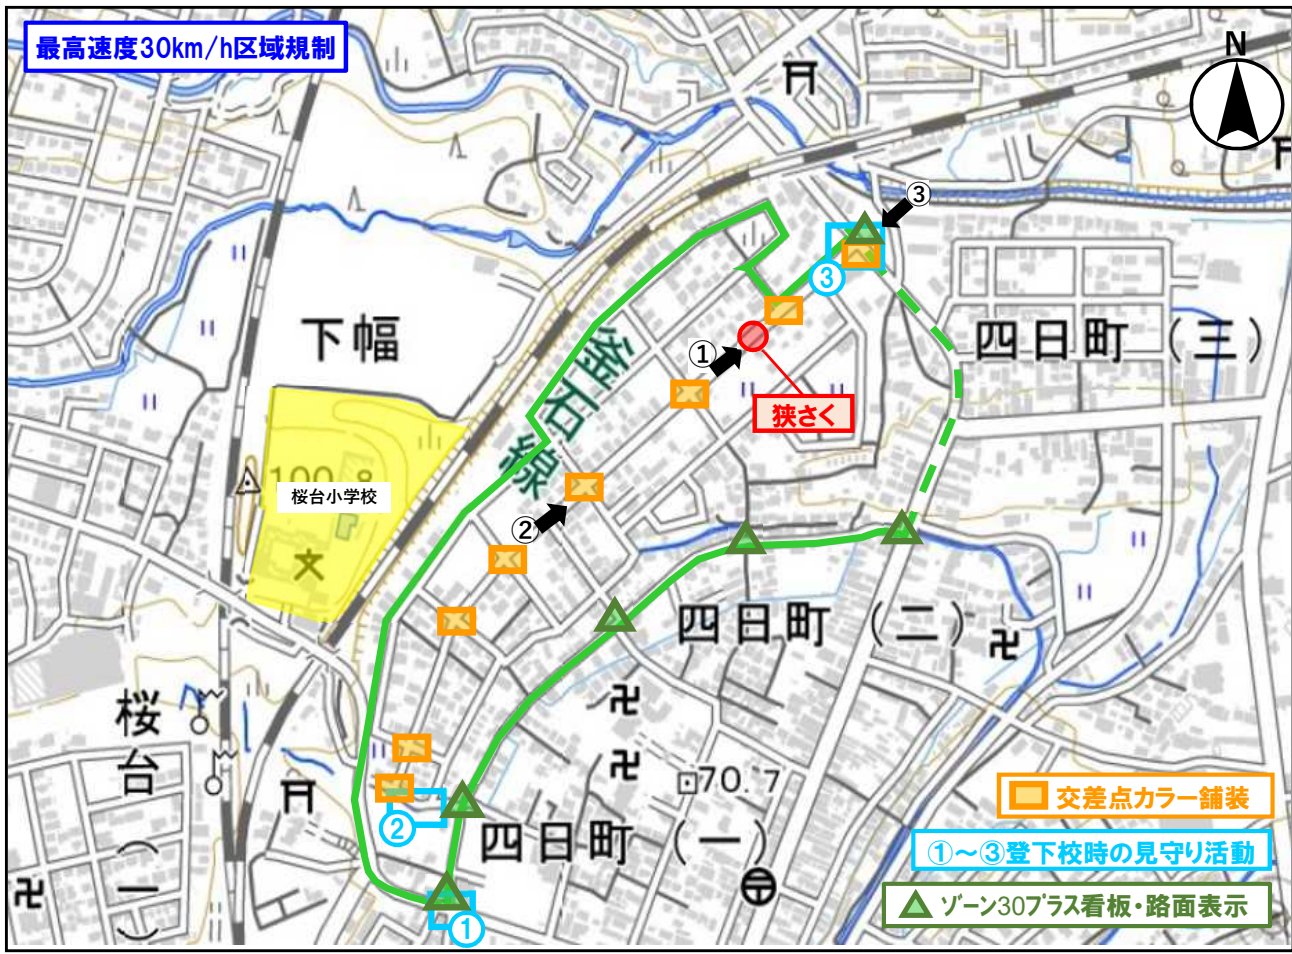 最高速度30km/h区域規制
N
③
③
下幅
釜石線
①
四日町(三)
狭さく
100.8
桜台小学校
②
四日町(二)
桜台(一)
70.7
②
四日町(一)
①
交差点カラー舗装
①~③登下校時の見守り活動
ゾーン30プラス看板・路面表示